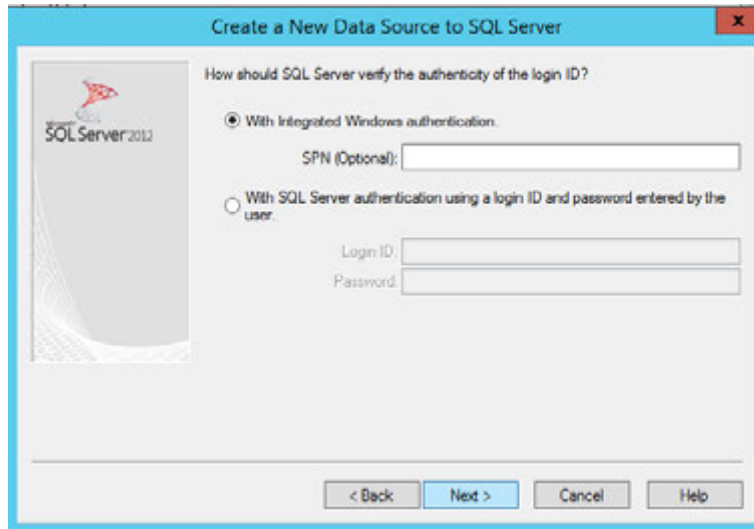 Create a New Data Source to SQL Server
x
How should SQL Server verify the authenticity of the login ID?
SQL Server 2012
With Integrated Windows authentication.
SPN (Optional):
With SQL Server authentication using a login ID and password entered by the
user.
Login ID:
Password:
< Back
Next >
Cancel
Help